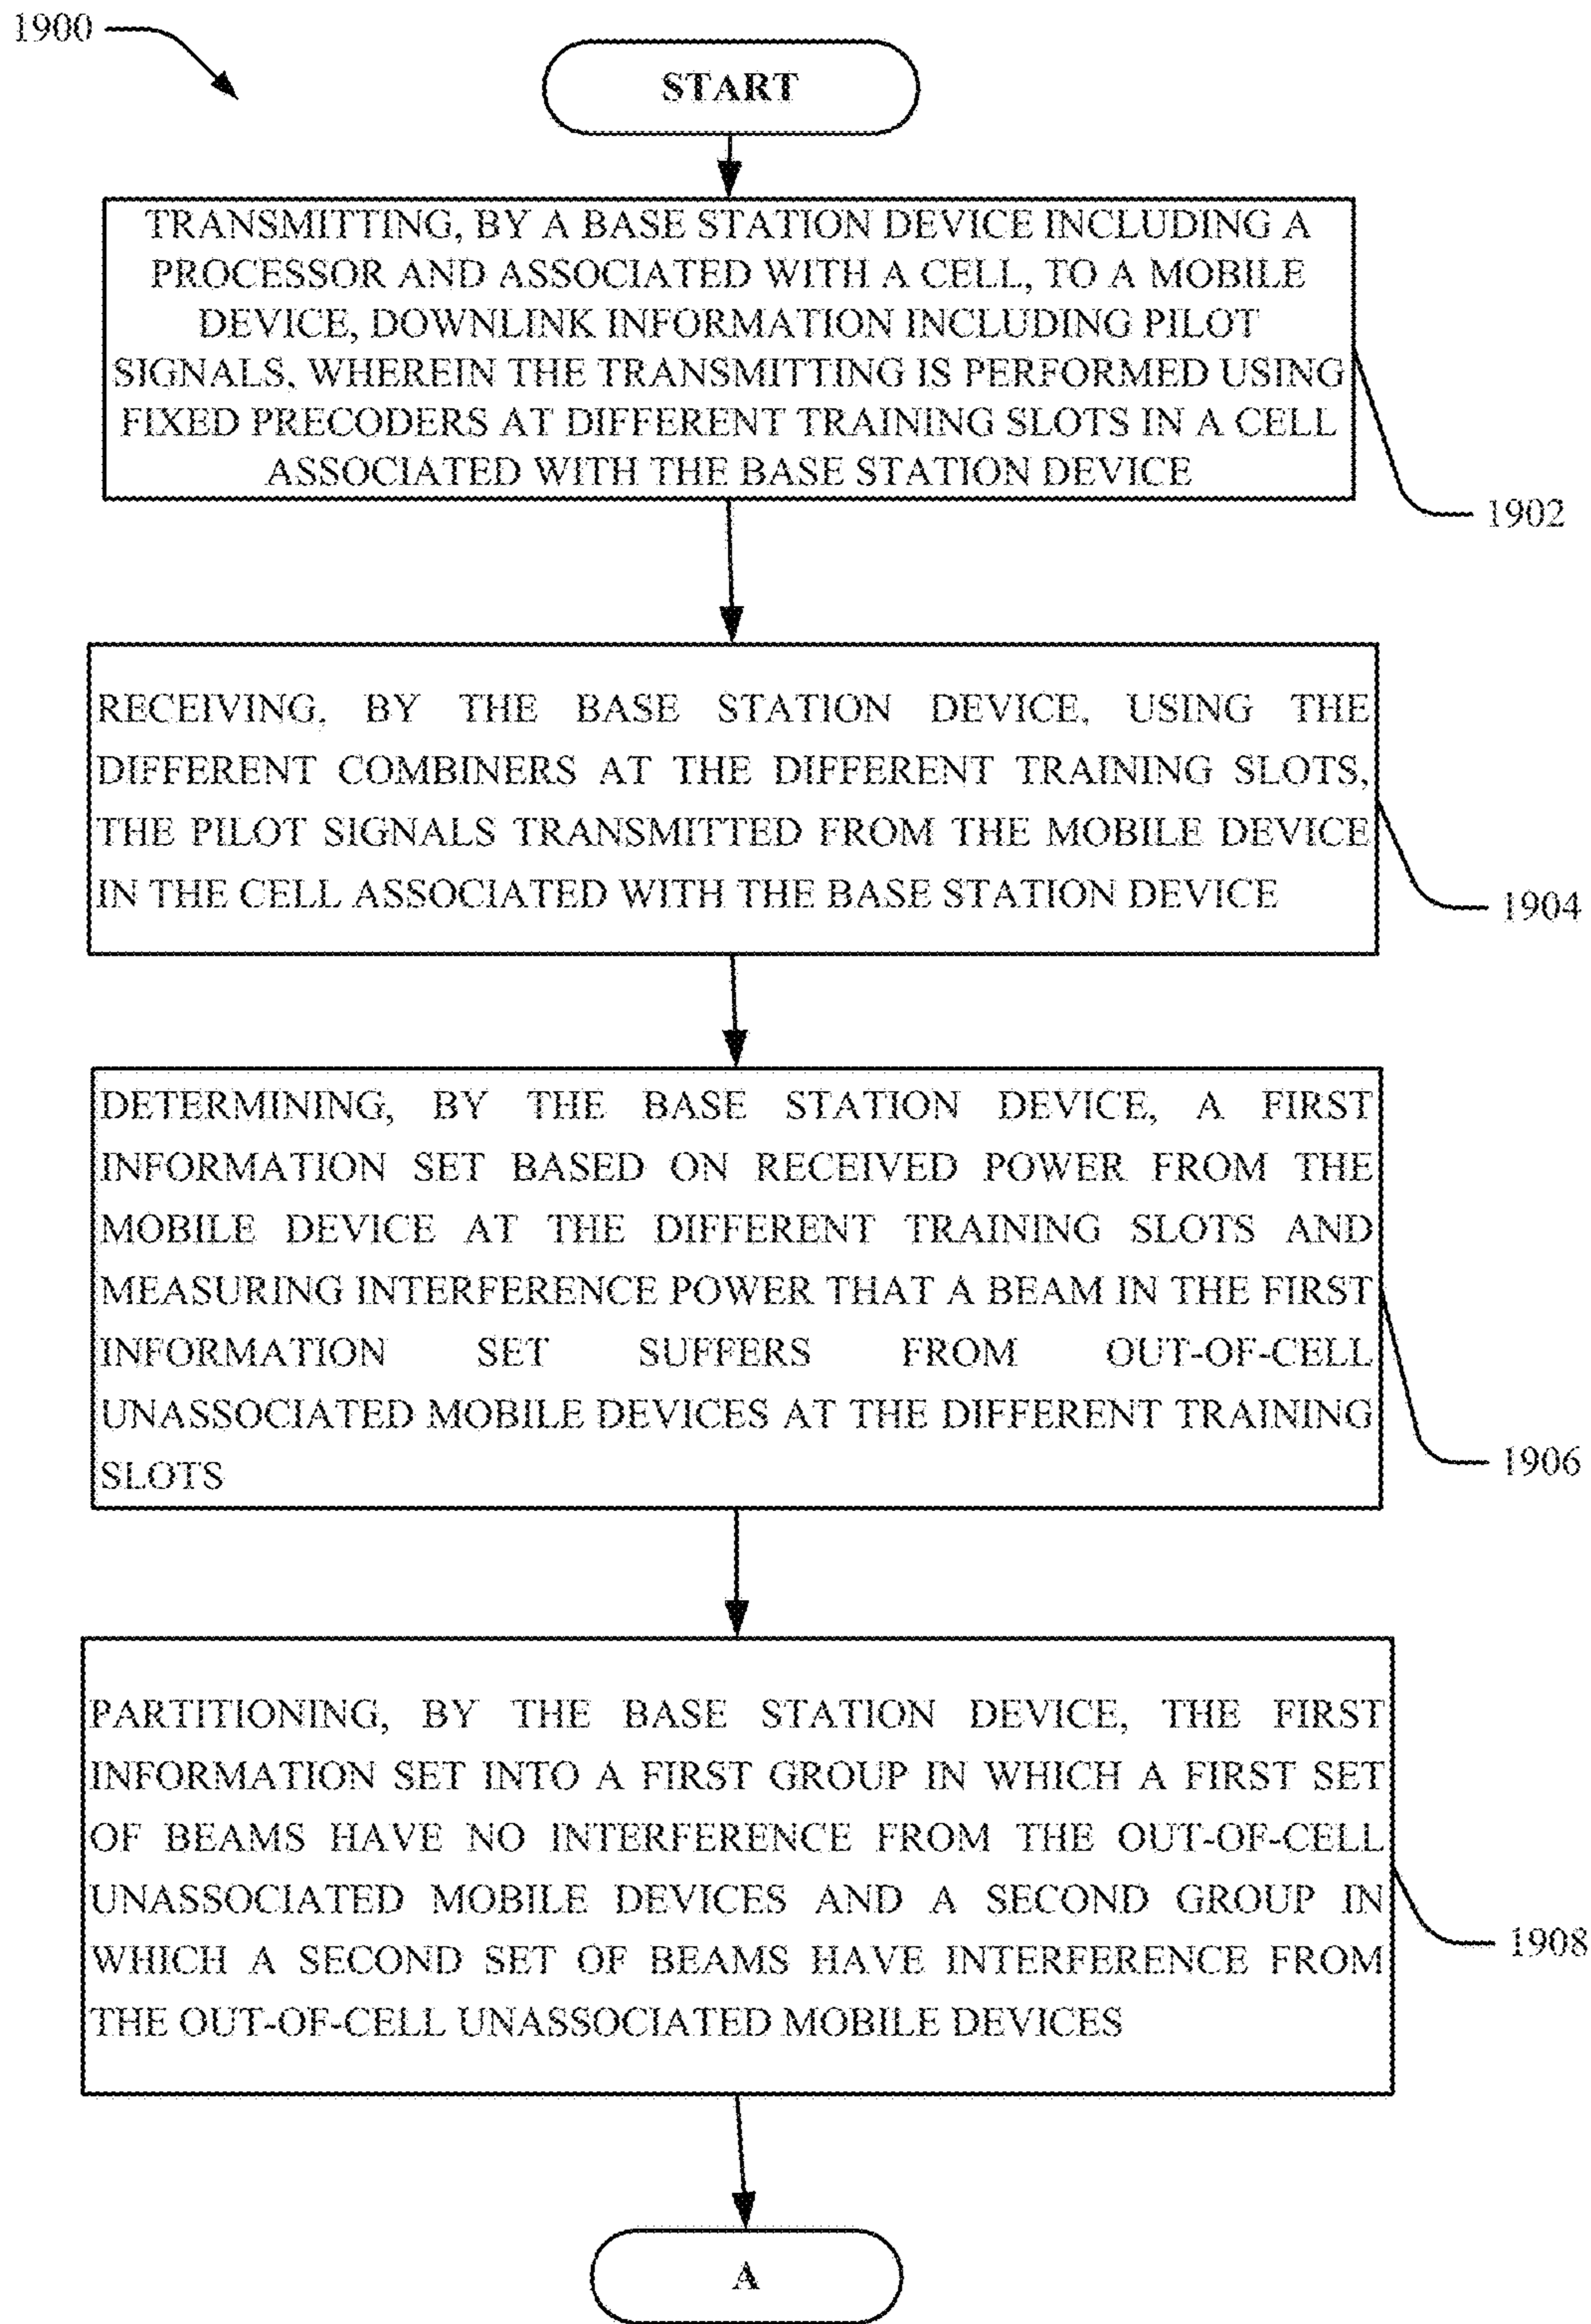 1900
START
TRANSMITTING, BY A BASE STATION DEVICE INCLUDING A
PROCESSOR AND ASSOCIATED WITH A CELL, TO A MOBILE
DEVICE, DOWNLINK INFORMATION INCLUDING PILOT
SIGNALS, WHEREIN THE TRANSMITTING IS PERFORMED USING
FIXED PRECODERS AT DIFFERENT TRAINING SLOTS IN A CELL
ASSOCIATED WITH THE BASE STATION DEVICE
1902
RECEIVING, BY THE BASE STATION DEVICE, USING THE
DIFFERENT COMBINERS AT THE DIFFERENT TRAINING SLOTS,
THE PILOT SIGNALS TRANSMITTED FROM THE MOBILE DEVICE
IN THE CELL ASSOCIATED WITH THE BASE STATION DEVICE
1904
DETERMINING, BY THE BASE STATION DEVICE, A FIRST
INFORMATION SET BASED ON RECEIVED POWER FROM THE
MOBILE DEVICE AT THE DIFFERENT TRAINING SLOTS AND
MEASURING INTERFERENCE POWER THAT A BEAM IN THE FIRST
INFORMATION SET SUFFERS FROM OUT-OF-CELL
UNASSOCIATED MOBILE DEVICES AT THE DIFFERENT TRAINING
SLOTS
1906
PARTITIONING, BY THE BASE STATION DEVICE, THE FIRST
INFORMATION SET INTO A FIRST GROUP IN WHICH A FIRST SET
OF BEAMS HAVE NO INTERFERENCE FROM THE OUT-OF-CELL
UNASSOCIATED MOBILE DEVICES AND A SECOND GROUP IN
WHICH A SECOND SET OF BEAMS HAVE INTERFERENCE FROM
THE OUT-OF-CELL UNASSOCIATED MOBILE DEVICES
1908
A